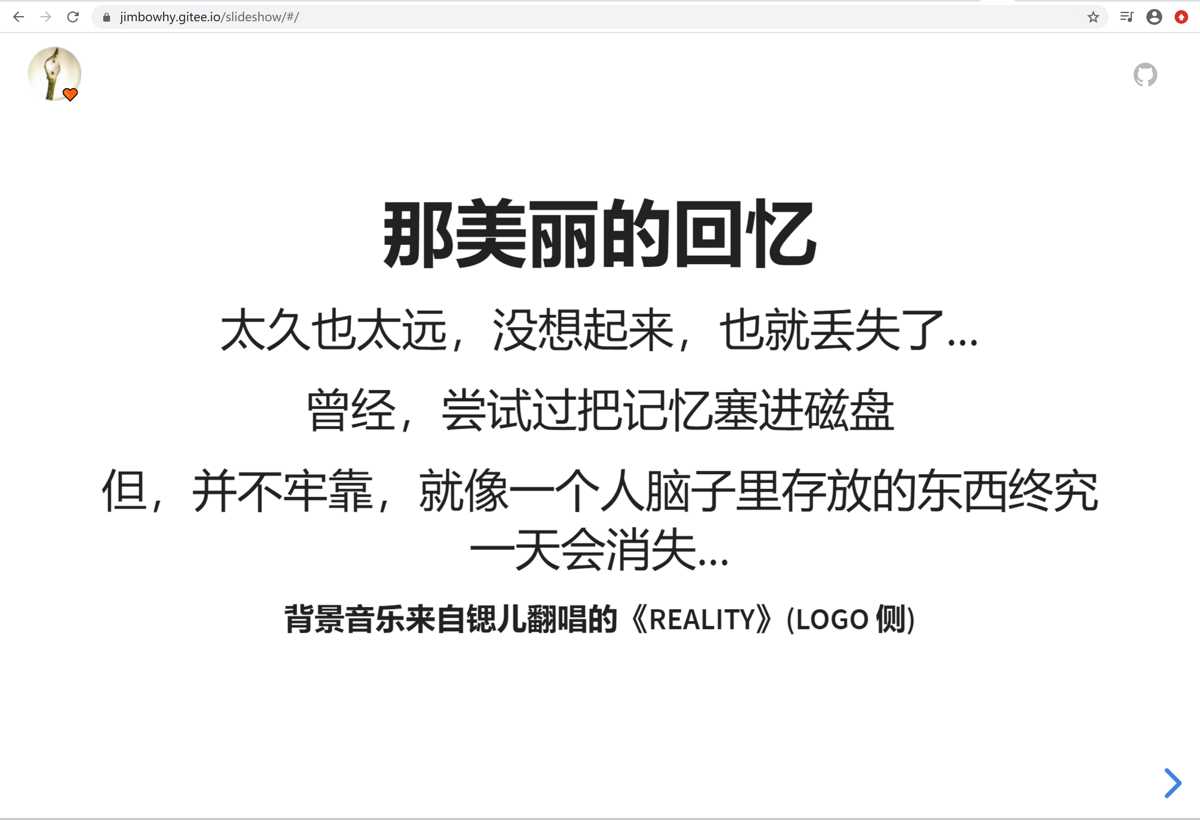 jimbowhy.gitee.io/slideshow/#/
那美丽的回忆
太久也太远，没想起来，也就丢失了...
曾经，尝试过把记忆塞进磁盘
但，并不牢靠，就像一个人脑子里存放的东西终究
一天会消失...
背景音乐来自锶儿翻唱的《REALITY》(LOGO 侧)